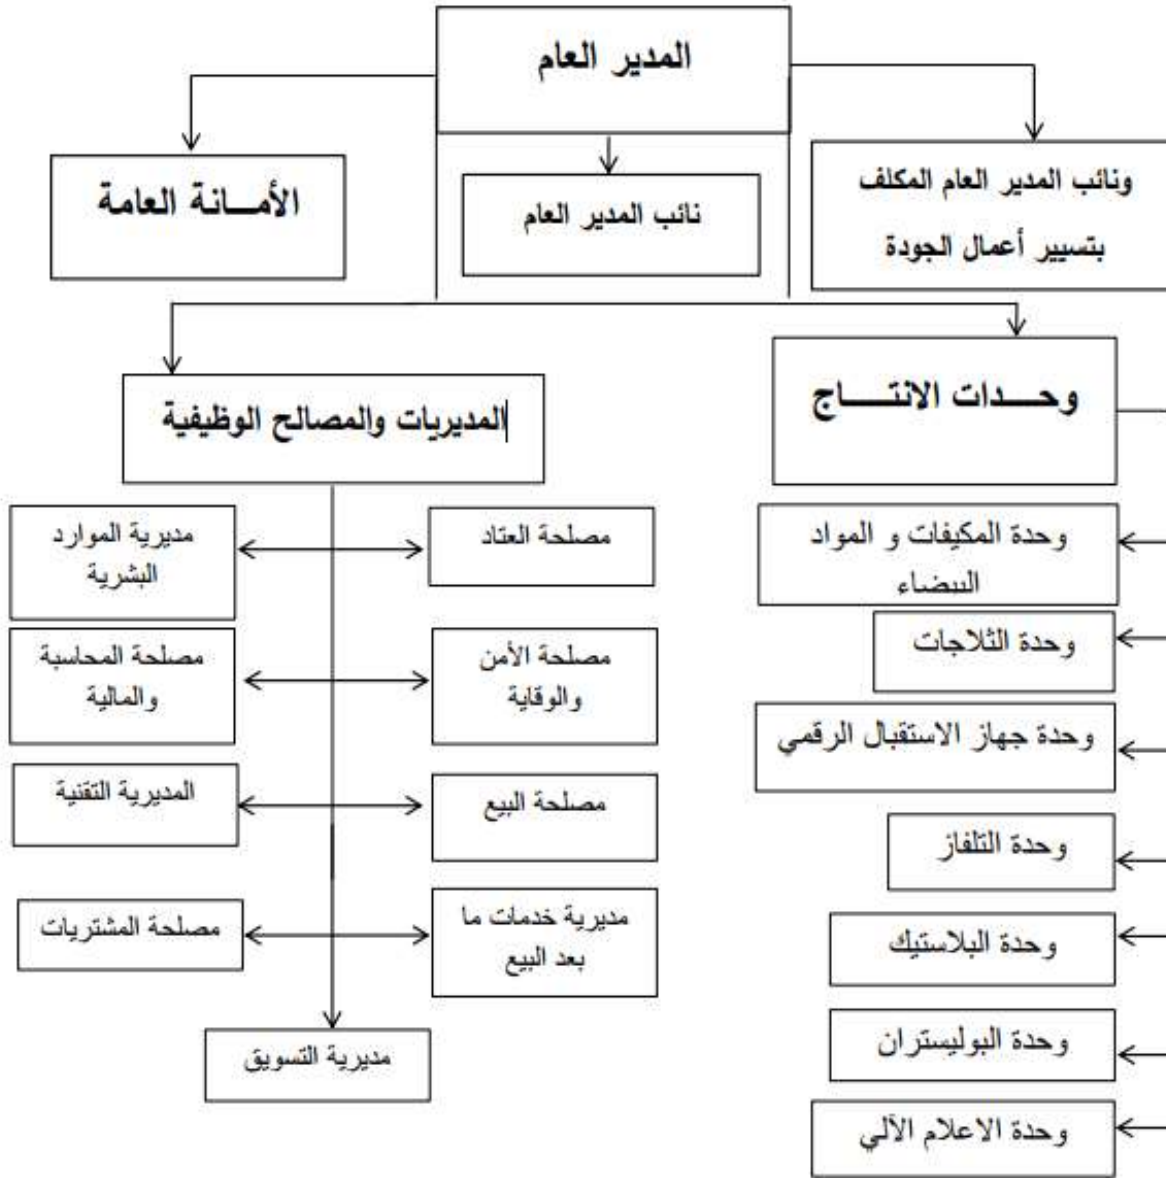 المدير العام
ونائب المدير العام المكلف
بتسيير أعمال الجودة
نائب المدير العام
الأمـــانة العامة
وحـــدات الانتـــاج
المديريات والمصالح الوظيفية
وحدة المكيفات و المواد
البيضاء
وحدة الثلاجات
وحدة جهاز الاستقبال الرقمي
وحدة التلفاز
وحدة البلاستيك
وحدة البوليستران
وحدة الاعلام الآلي
مصلحة العتاد
مديرية الموارد
البشرية
مصلحة الأمن
والوقاية
مصلحة المحاسبة
والمالية
مصلحة البيع
المديرية التقنية
مديرية خدمات ما
بعد البيع
مصلحة المشتريات
مديرية التسويق